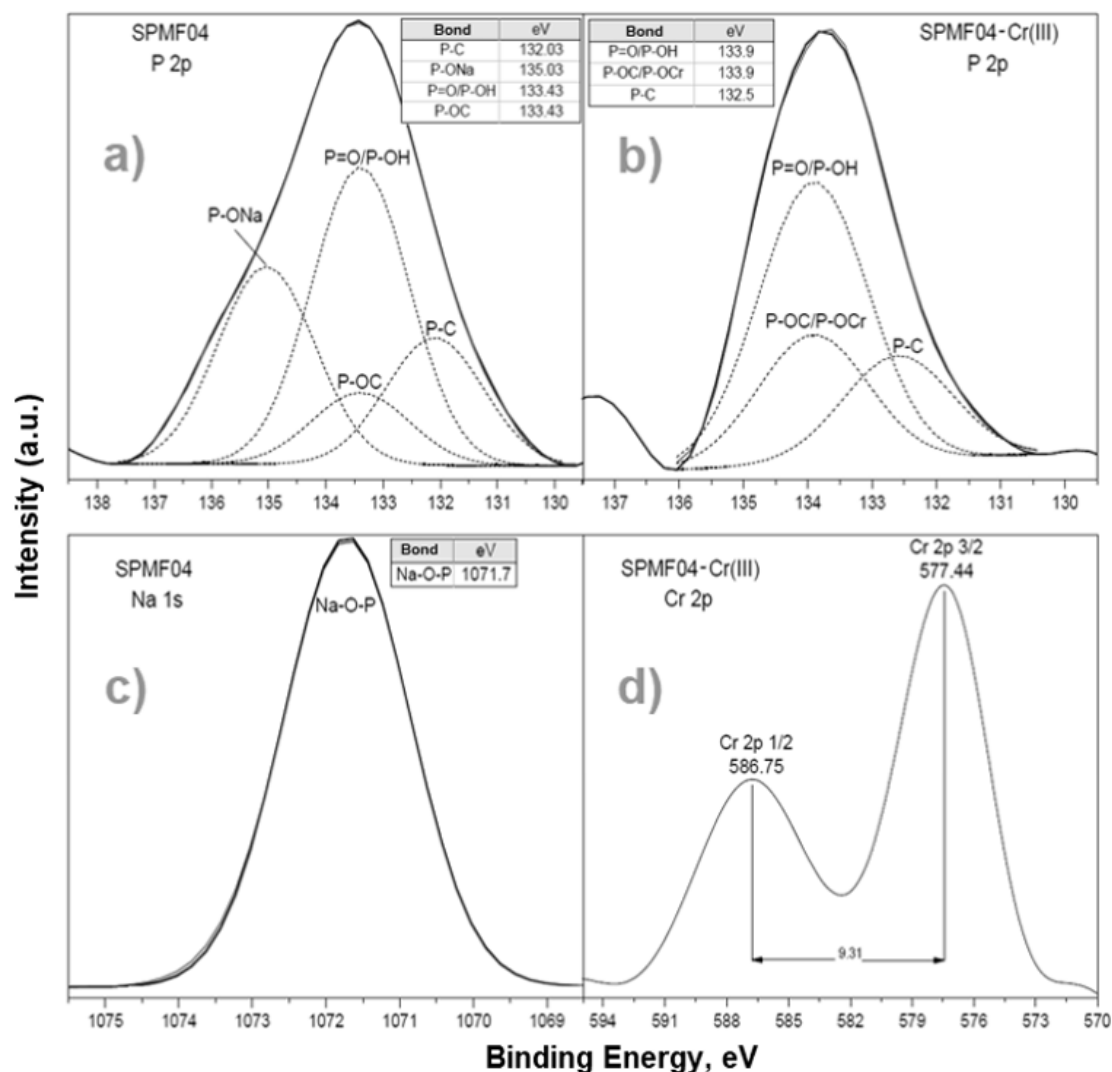 SPMF04
P 2p
Bond eV
P-C 132.03
P-ONa 135.03
P=O/P-OH 133.43
P-OC 133.43
a)
P=O/P-OH
P-ONa
P-C
P-OC
138 137 136 135 134 133 132 131 130
Bond eV
P=O/P-OH 133.9
P-OC/P-OCr 133.9
P-C 132.5
SPMF04-Cr(III)
P 2p
b)
P=O/P-OH
P-OC/P-OCr
P-C
137 136 135 134 133 132 131 130
Intensity (a.u.)
SPMF04
Na 1s
Bond eV
Na-O-P 1071.7
Na-O-P
c)
1075 1074 1073 1072 1071 1070 1069
SPMF04-Cr(III)
Cr 2p
Cr 2p 3/2
577.44
d)
Cr 2p 1/2
586.75
9.31
594 591 588 585 582 579 576 573 570
Binding Energy, eV